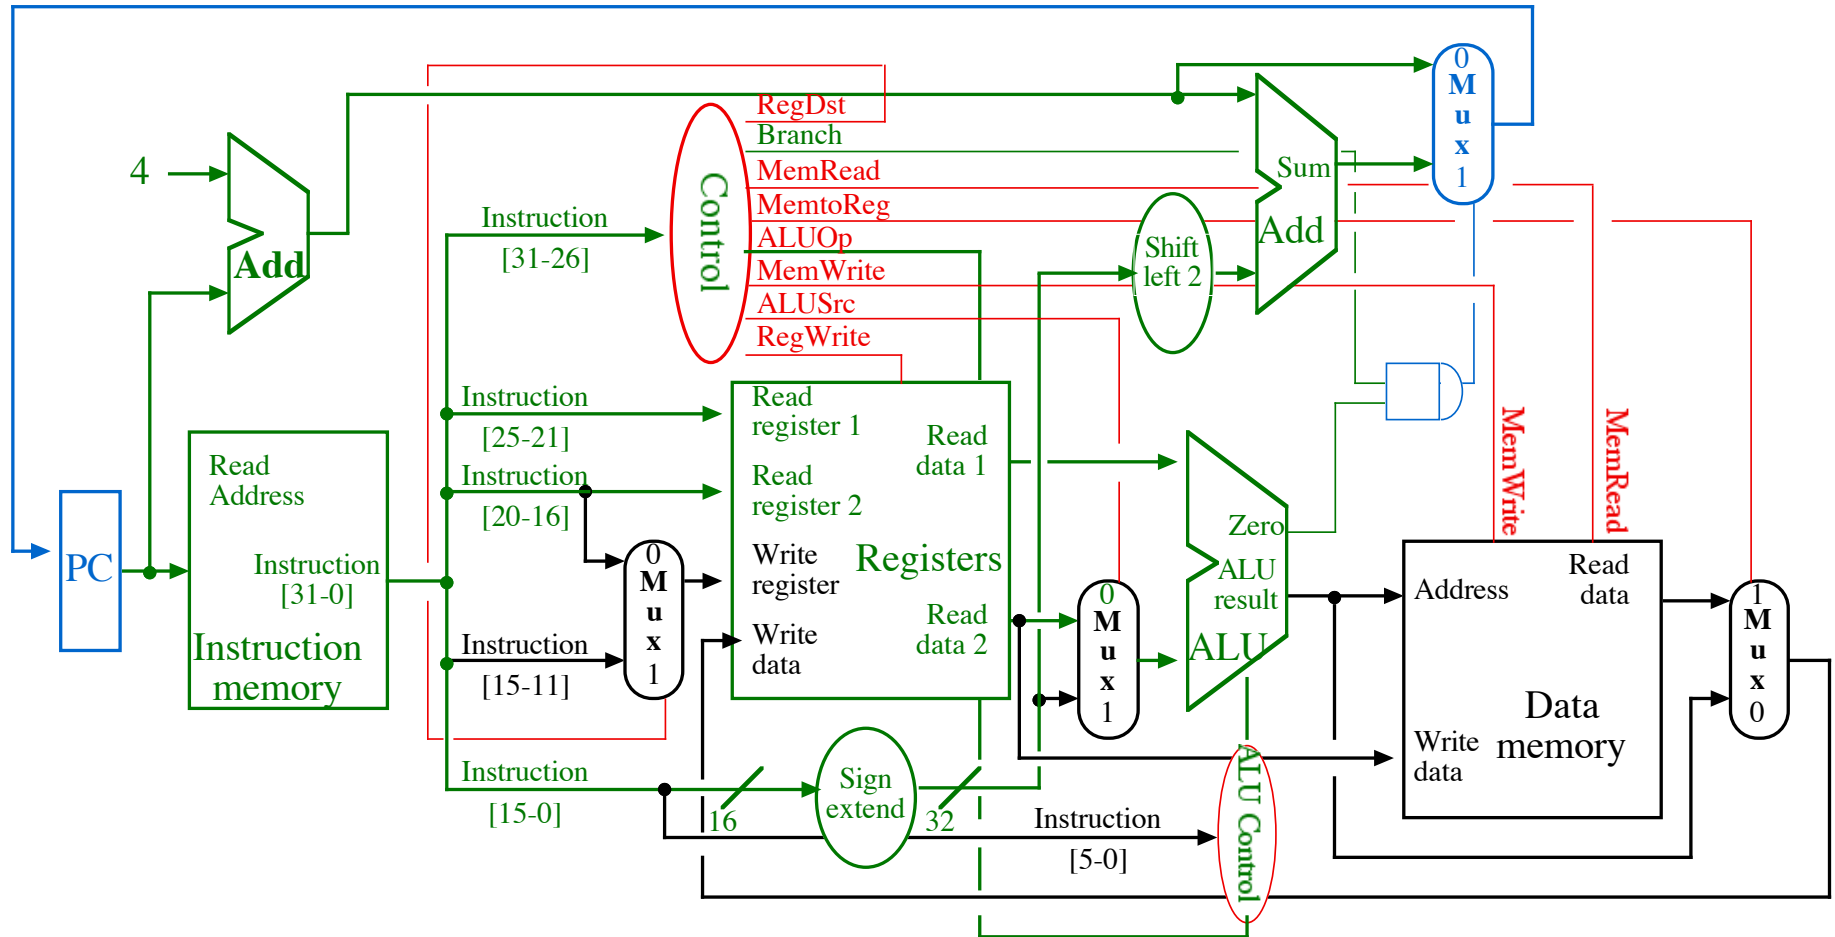 0
M
u
x
1
RegDst
Branch
MemRead
MemtoReg
ALUOp
MemWrite
ALUSrc
RegWrite
Control
4
Add
Sum
Add
Shift
left 2
Instruction
[31-26]
Instruction
[25-21]
Instruction
[20-16]
Instruction
[15-11]
Instruction
[15-0]
PC
Read
Address
Instruction
[31-0]
Instruction
memory
0
M
u
x
1
Read
register 1
Read
register 2
Write
register
Write
data
Read
data 1
Registers
Read
data 2
0
M
u
x
1
Zero
ALU
result
ALU
MemWrite
MemRead
Address
Read
data
Data
memory
Write
data
1
M
u
x
0
16
Sign
extend
32
Instruction
[5-0]
ALU Control